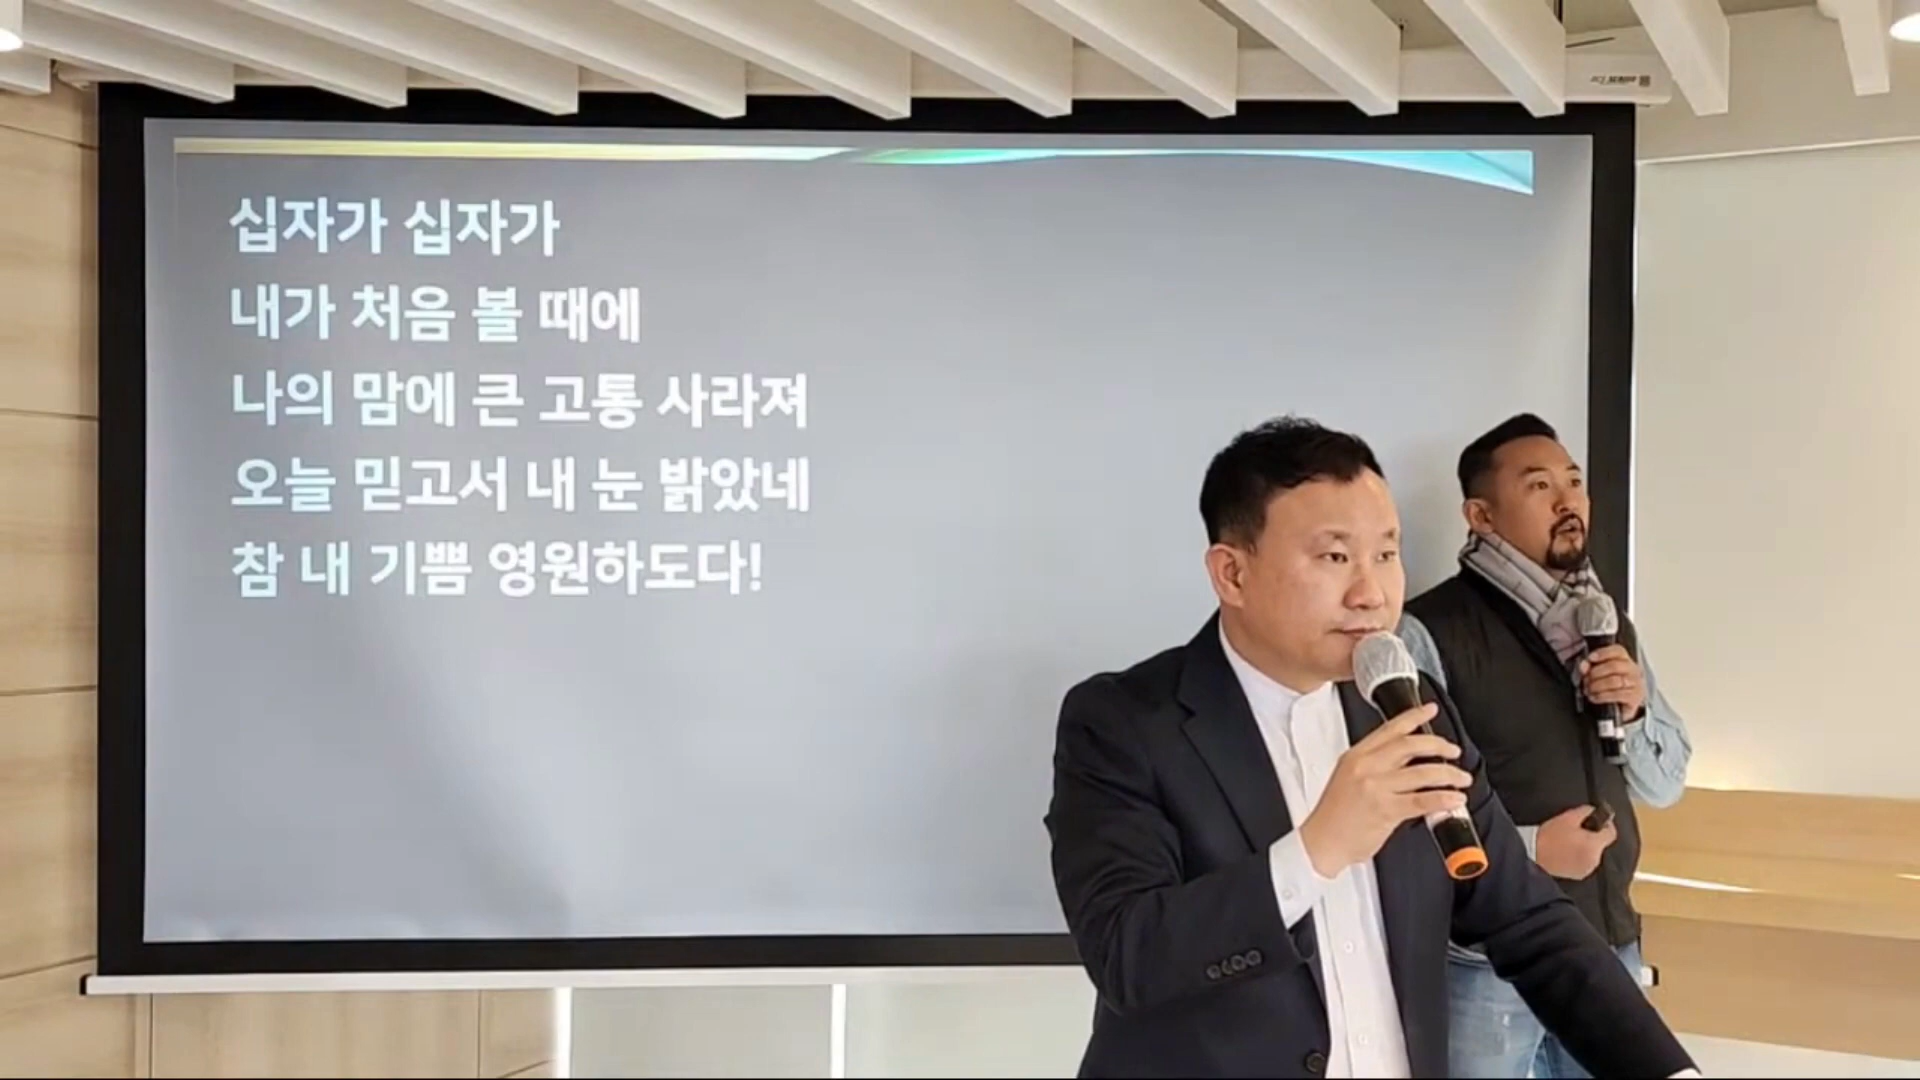 십자가 십자가
내가 처음 볼 때에
나의 맘에 큰 고통 사라져
오늘 믿고서 내 눈 밝았네
참 내 기쁨 영원하도다!